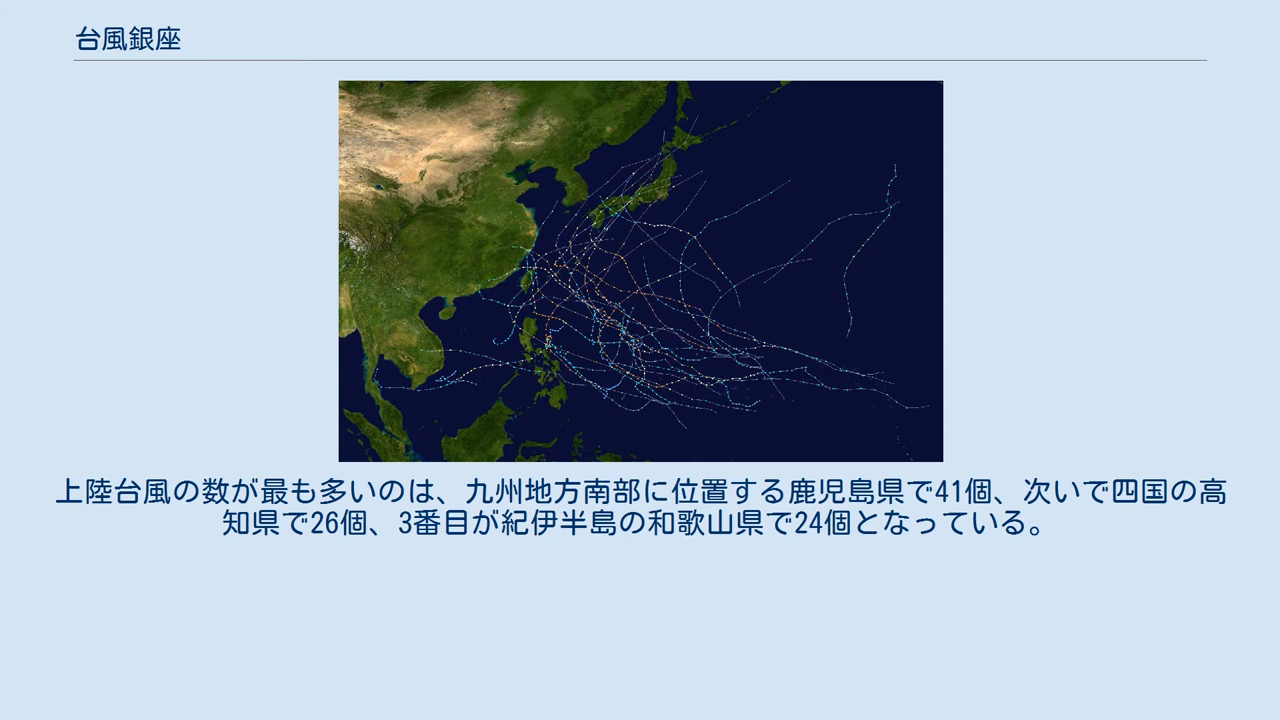 台風銀座
上陸台風の数が最も多いのは、九州地方南部に位置する鹿児島県で41個、次いで四国の高
知県で26個、3番目が紀伊半島の和歌山県で24個となっている。